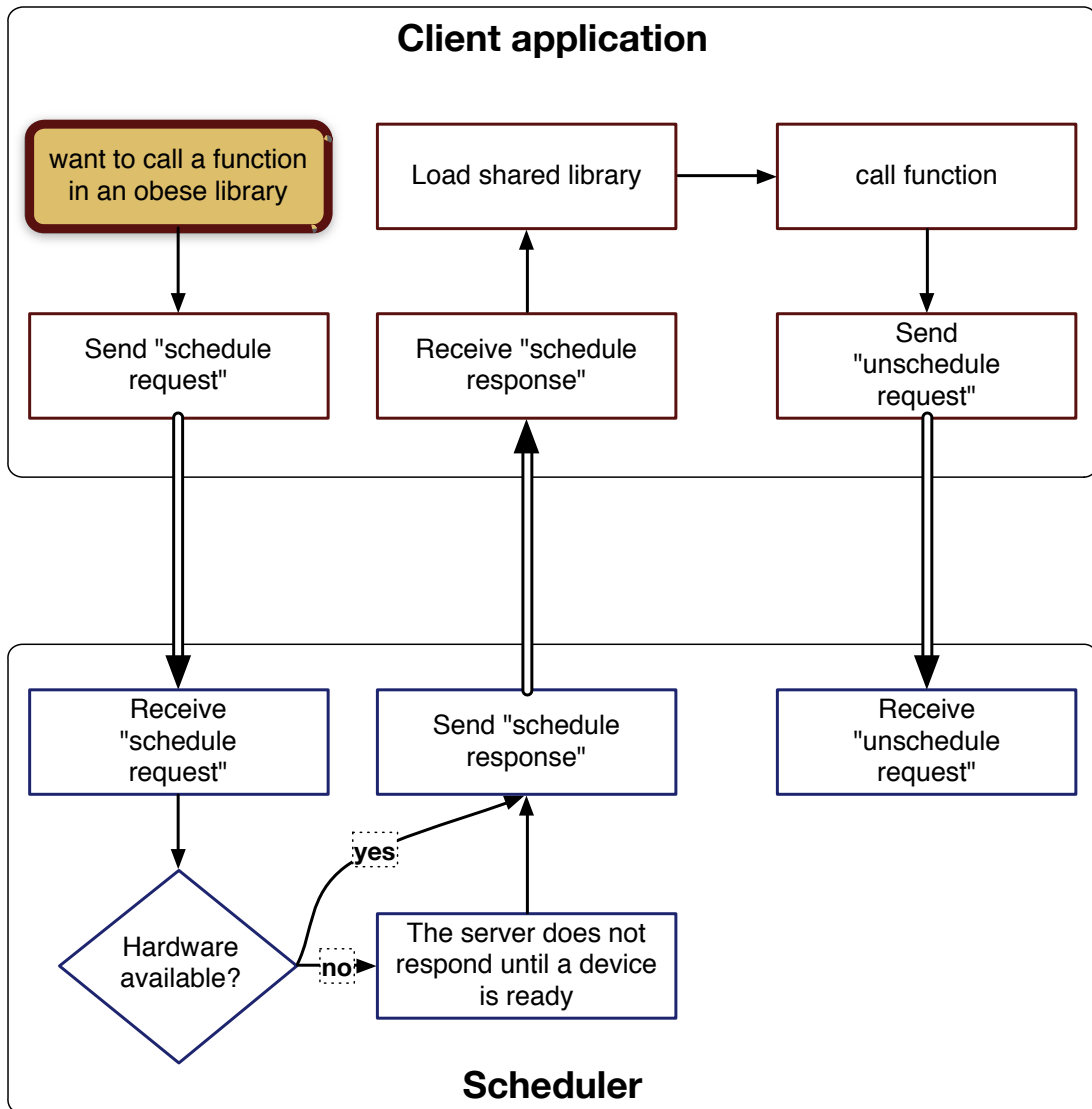 Client application
want to call a function
in an obese library
Load shared library
call function
Send "schedule
request"
Receive "schedule
response"
Send
"unschedule
request"
Receive
"schedule
request"
Send "schedule
response"
Receive
"unschedule
request"
yes
Hardware
available?
no
The server does not
respond until a device
is ready
Scheduler